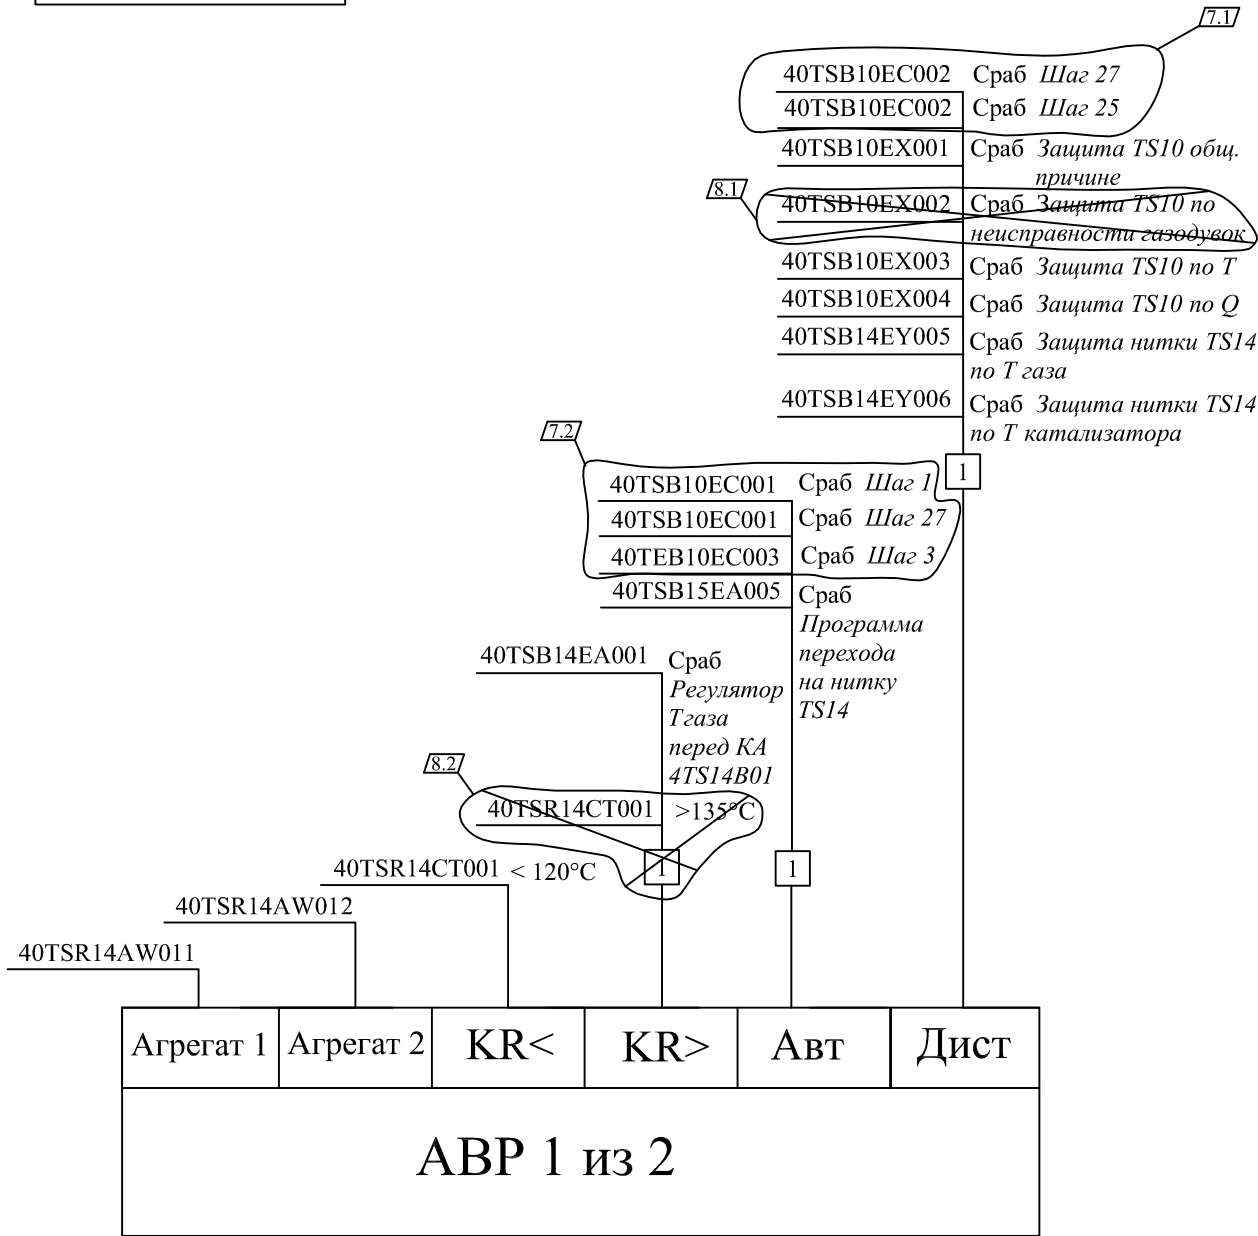 7.1
40TSB10EC002 Сраб Шаг 27
40TSB10EC002 Сраб Шаг 25
40TSB10EX001 Сраб Защита TS10 общ.
причине
8.1
40TSB10EX002 Сраб Защита TS10 по
неисправности газодувок
40TSB10EX003 Сраб Защита TS10 по Т
40TSB10EX004 Сраб Защита TS10 по Q
40TSB14EY005 Сраб Защита нитки TS14
по Т газа
40TSB14EY006 Сраб Защита нитки TS14
по Т катализатора
7.2
1
40TSB10EC001 Сраб Шаг 1
40TSB10EC001 Сраб Шаг 27
40TEB10EC003 Сраб Шаг 3
40TSB15EA005 Сраб
Программа
перехода
на нитку
TS14
40TSB14EA001 Сраб
Регулятор
Тгаза
перед КА
4TS14B01
8.2
40TSR14CT001 >135°C
1
1
40TSR14CT001 < 120°C
40TSR14AW012
40TSR14AW011
Агрегат 1 Агрегат 2 KR< KR> Авт Дист
АВР 1 из 2